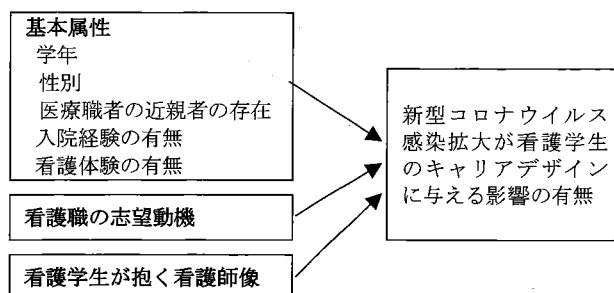 基本属性
学年
性別
医療職者の近親者の存在
入院経験の有無
看護体験の有無
看護職の志望動機
看護学生が抱く看護師像
新型コロナウイルス
感染拡大が看護学生
のキャリアデザイン
に与える影響の有無